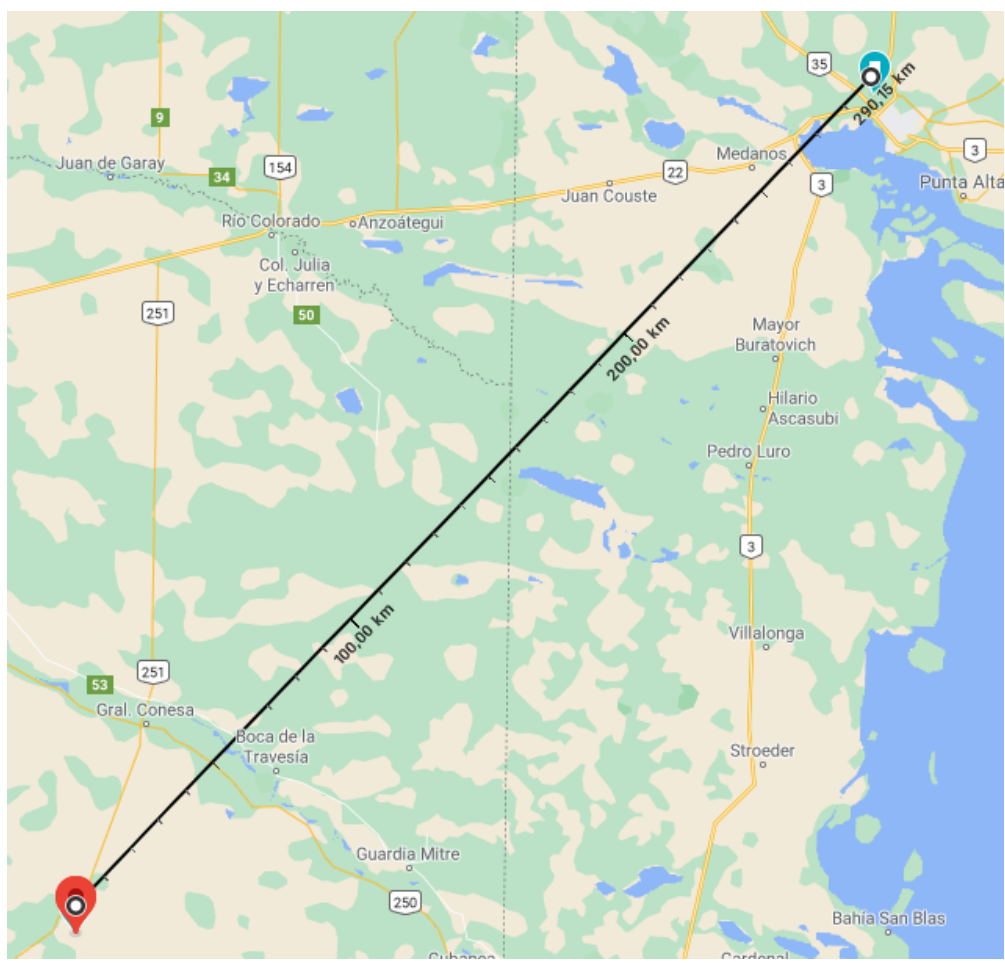 35
290,15 km
9
154
Juan de Garay
34
22
Medanos
3
3
Punta Alta
Juan Couste
Río Colorado
Anzoátegui
Col. Julia
y Echarren
251
50
Mayor
Buratovich
200,00 km
Hilario
Ascasubi
Pedro Luro
3
100,00 km
Villalonga
251
53
Gral. Conesa
Boca de la
Travesía
Stroeder
Guardia Mitre
250
Bahía San Blas
Cubanea
Cardenal